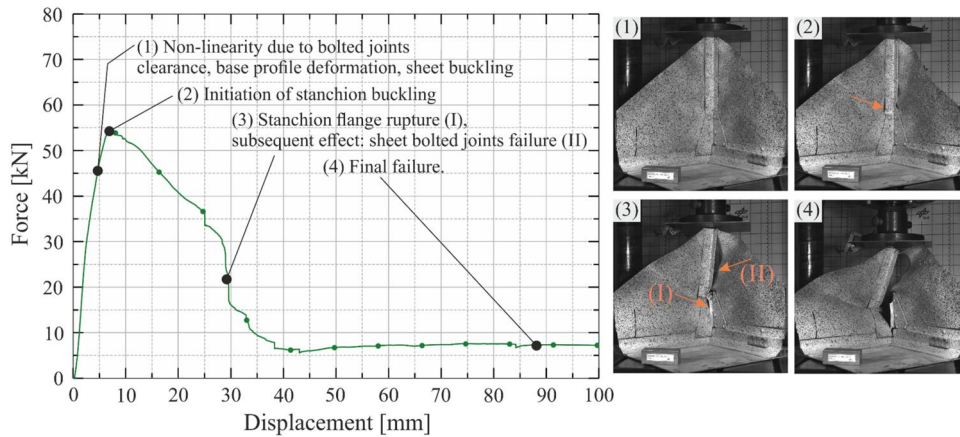 80
70
60
50
40
30
20
10
0
Force [kN]
(1) Non-linearity due to bolted joints
clearance, base profile deformation, sheet buckling
(2) Initiation of stanchion buckling
(3) Stanchion flange rupture (I),
subsequent effect: sheet bolted joints failure (II)
(4) Final failure.
0 10 20 30 40 50 60 70 80 90 100
Displacement [mm]
(1)
(2)
(3)
(II)
(I)
(4)